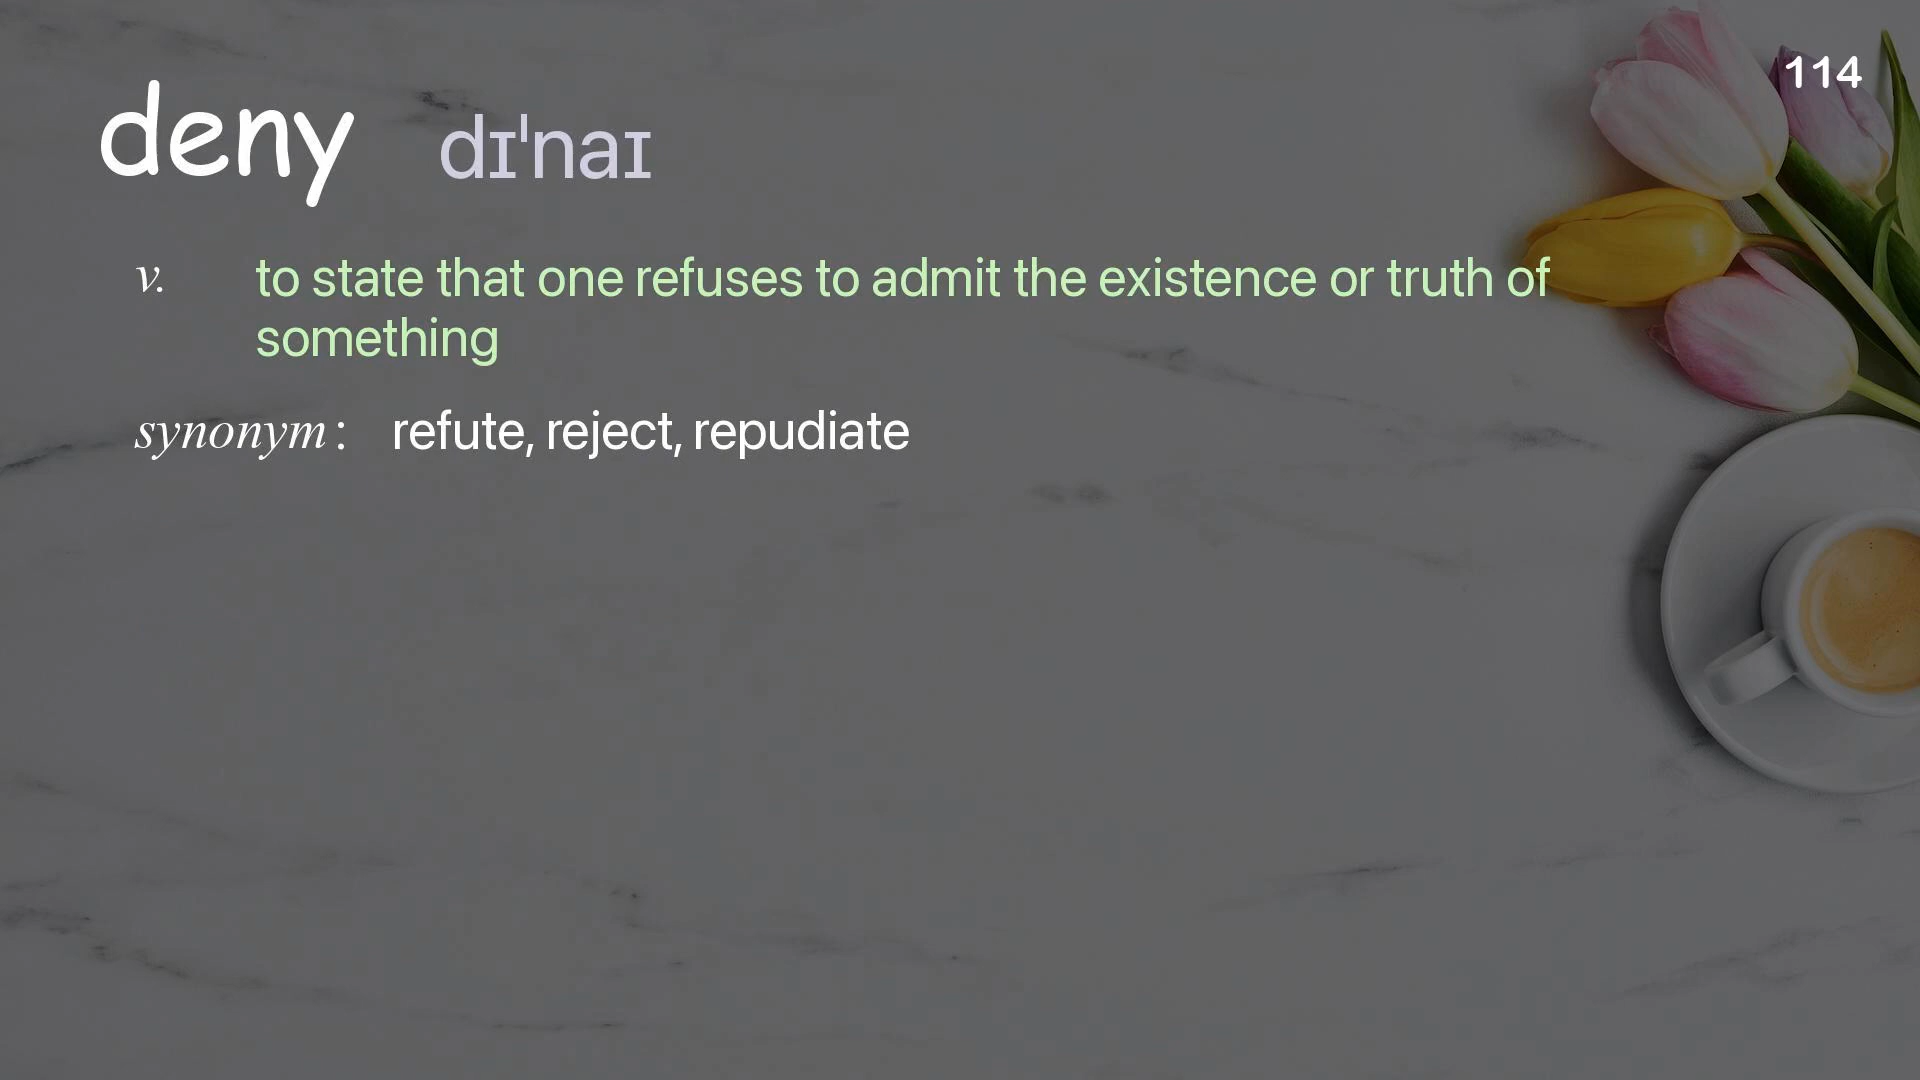 114
deny dɪˈnaɪ
v. to state that one refuses to admit the existence or truth of
something
synonym: refute, reject, repudiate